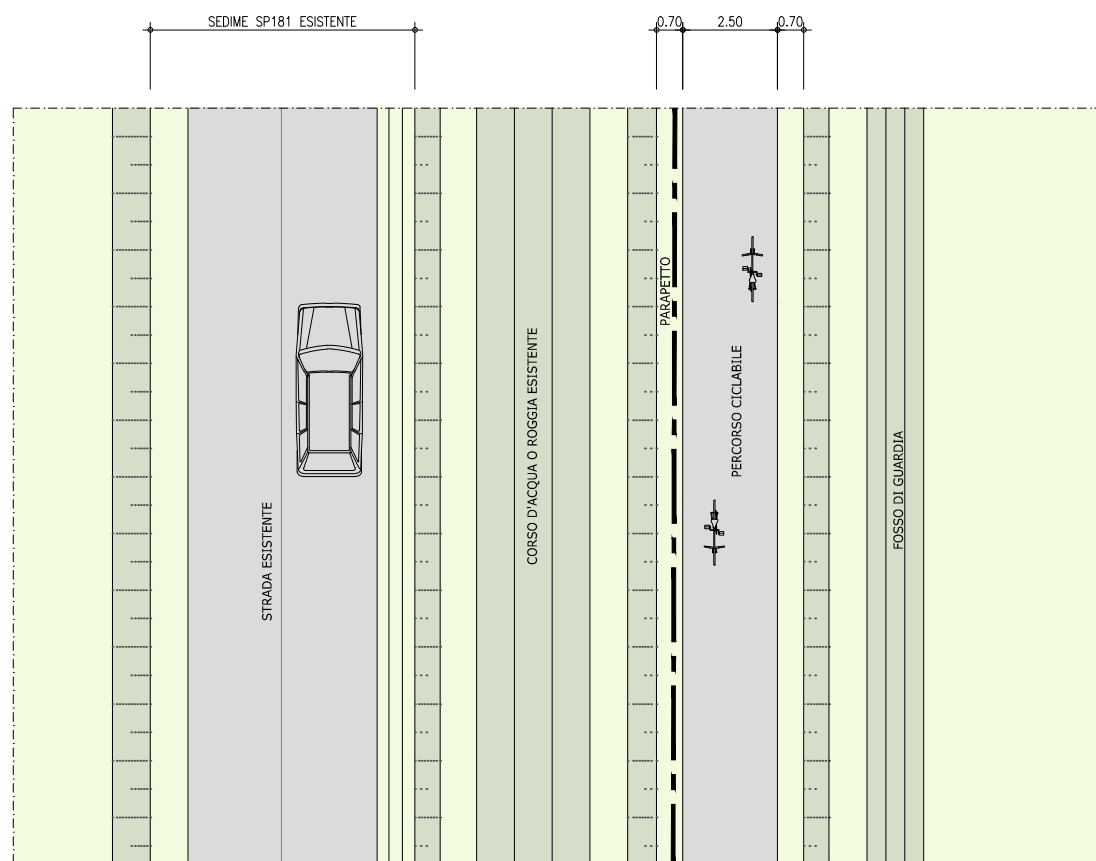 SEDIME SP181 ESISTENTE
0.70
2.50
0.70
STRADA ESISTENTE
CORSO D'ACQUA O ROGGIA ESISTENTE
PARAPETTO
PERCORSO CICLABILE
FOSSO DI GUARDIA